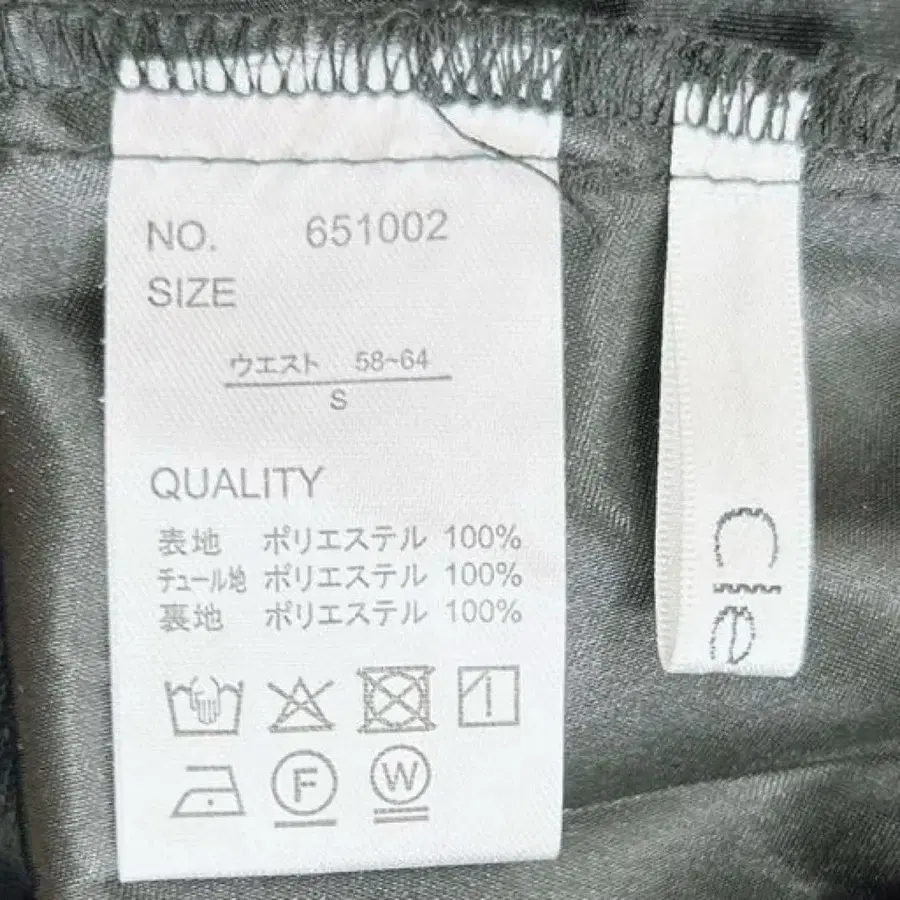 NO. 651002
SIZE
ウエスト 58~64
S
QUALITY
表地 ポリエステル 100%
チュール地 ポリエステル 100%
裏地 ポリエステル 100%
F
W